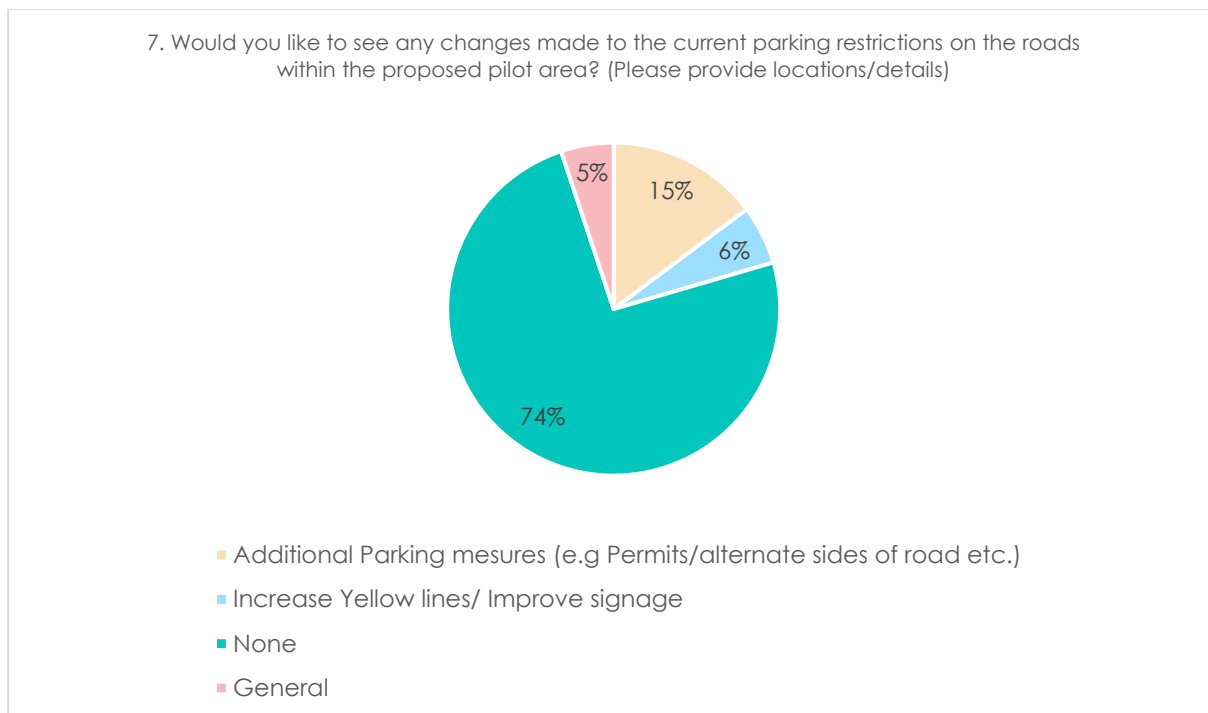 7. Would you like to see any changes made to the current parking restrictions on the roads
within the proposed pilot area? (Please provide locations/details)
5%
15%
6%
74%
Additional Parking mesures (e.g Permits/alternate sides of road etc.)
Increase Yellow lines/ Improve signage
None
General